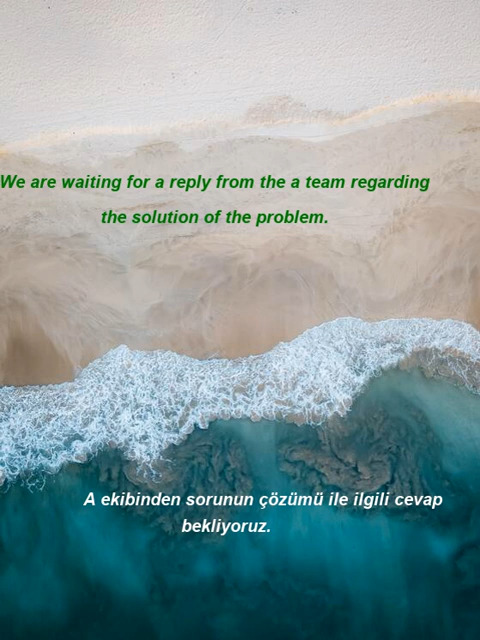 We are waiting for a reply from the a team regarding
the solution of the problem.
A ekibinden sorunun çözümü ile ilgili cevap
bekliyoruz.